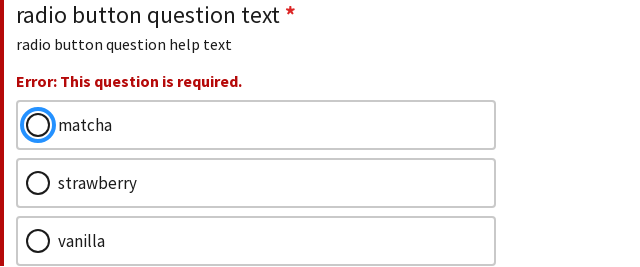 radio button question text *
radio button question help text
Error: This question is required.
matcha
strawberry
vanilla